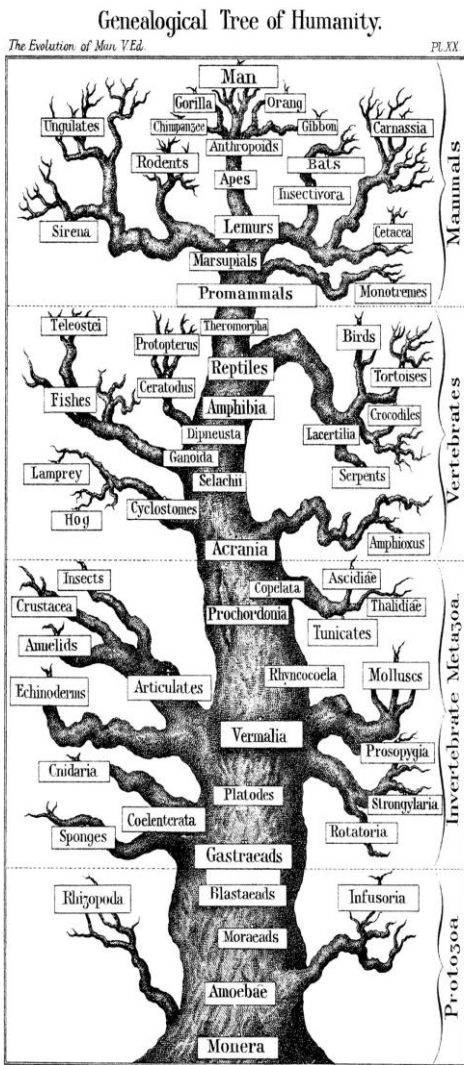 Genealogical Tree of Humanity.
The Evolution of Man V.Ed.
Pl.XX.
Man
Gorilla
Orang
Ungulates
Chimpanzee
Gibbon
Carnassia
Anthropoids
Rodents
Bats
Apes
Insectivora
Sirena
Lemurs
Cetacea
Marsupials
Promammals
Monotremes
Mammals
Teleostei
Theromorpha
Protopterus
Birds
Reptiles
Tortoises
Ceratodus
Fishes
Amphibia
Crocodiles
Dipneusta
Lacertilia
Ganoida
Lamprey
Selachii
Serpents
Hog
Cyclostomes
Acrania
Amphioxus
Vertebrates
Insects
Copelata
Ascidiae
Crustacea
Prochordonia
Thalidiae
Annelids
Tunicates
Echinoderms
Articulates
Rhyncocoela
Molluscs
Vermalia
Prosopygia
Cnidaria
Platodes
Strongylaria
Coelenterata
Sponges
Rotatoria
Gastraeads
Invertebrate Metazoa
Blastaeads
Rhizopoda
Infusoria
Moraeads
Amoebae
Monera
Protozoa